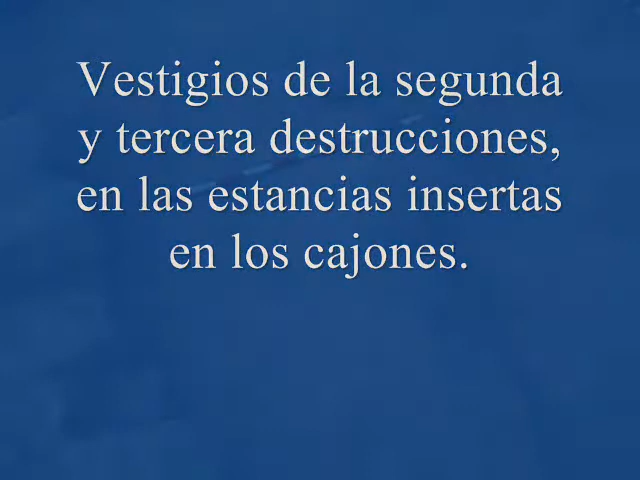 Vestigios de la segunda
y tercera destrucciones,
en las estancias insertas
en los cajones.